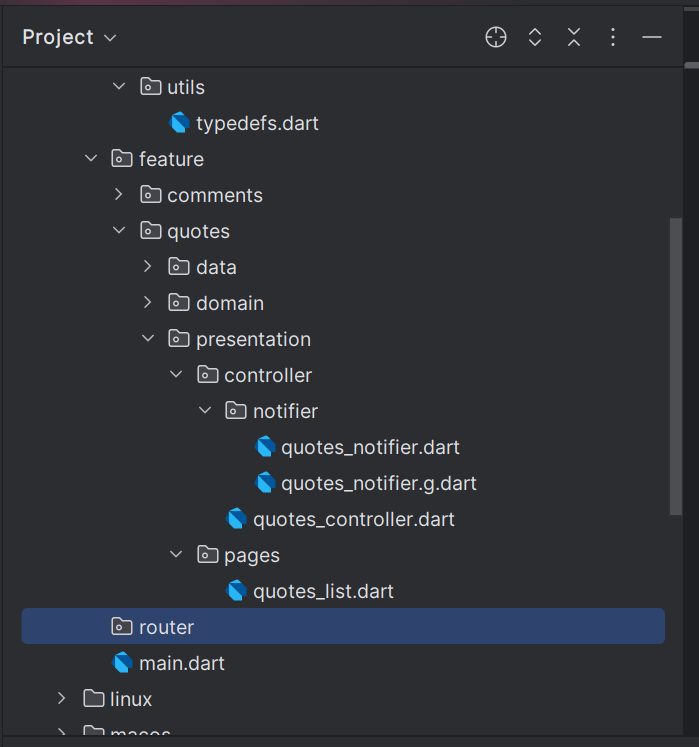 Project
utils
typedefs.dart
feature
comments
quotes
data
domain
presentation
controller
notifier
quotes_notifier.dart
quotes_notifier.g.dart
quotes_controller.dart
pages
quotes_list.dart
router
main.dart
linux
macos